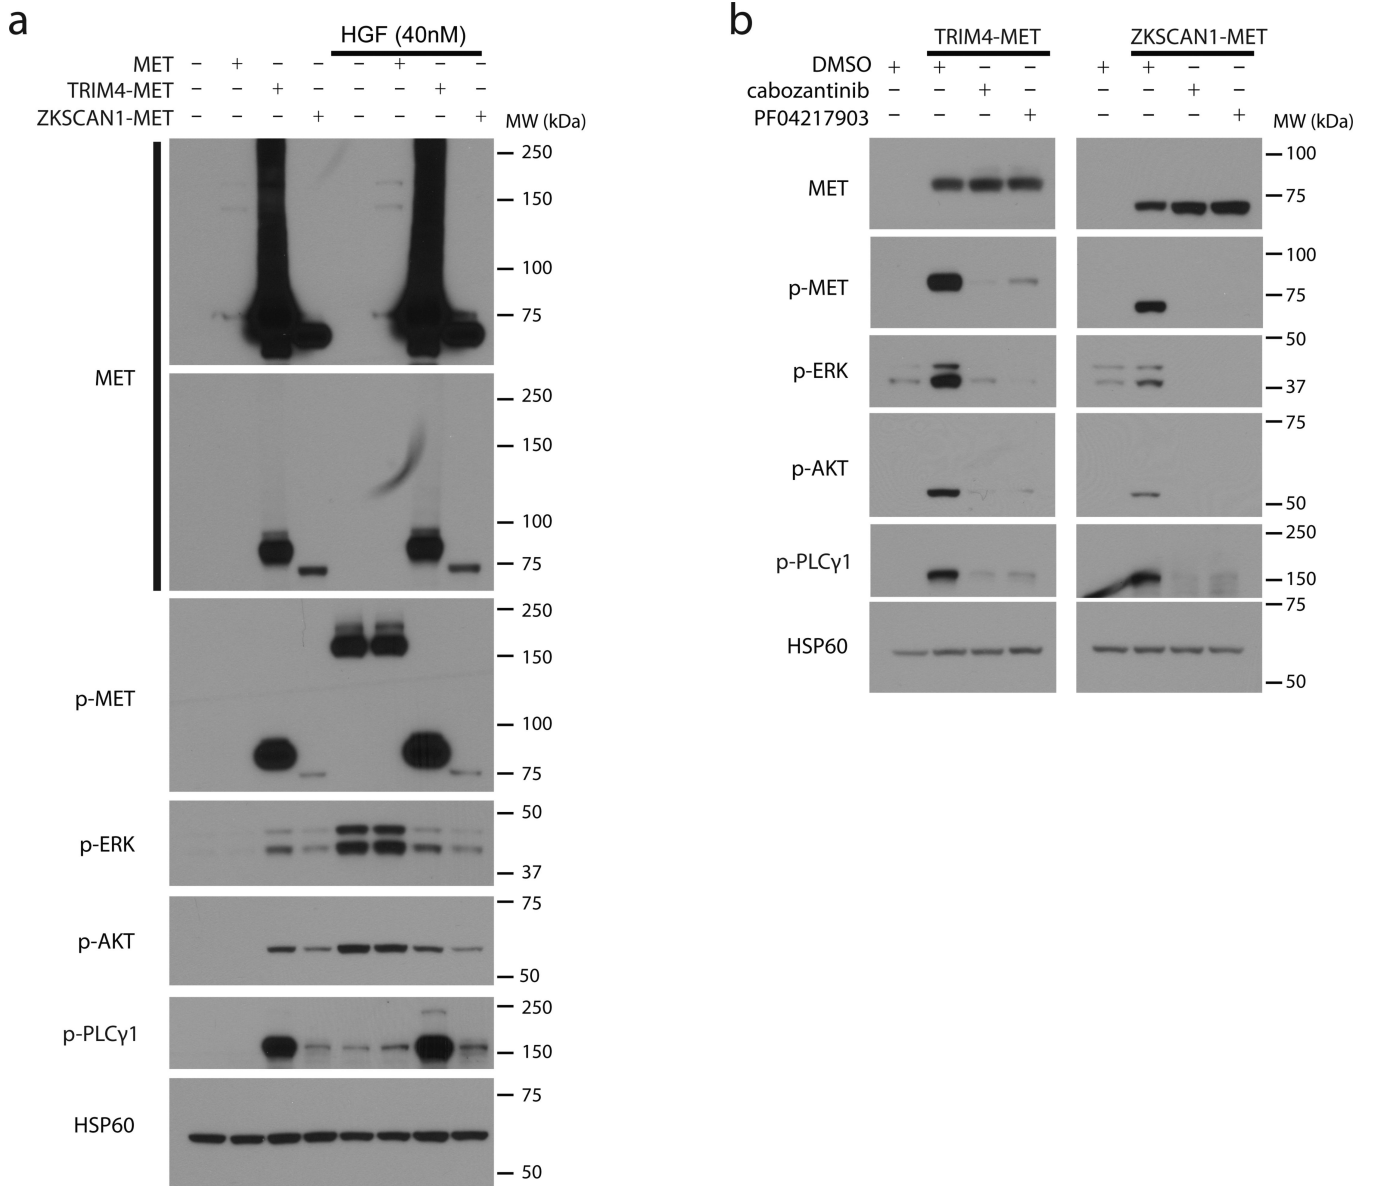 a
HGF (40nM)
MET – + – – – + – –
TRIM4-MET – – + – – – + –
ZKSCAN1-MET – – – + – – – +
MW (kDa)
250
150
100
75
MET
250
150
100
75
p-MET
250
150
100
75
p-ERK
50
37
p-AKT
75
50
p-PLCγ1
250
150
HSP60
75
50
b
TRIM4-MET ZKSCAN1-MET
DMSO + + – – + + – –
cabozantinib – – + – – – + –
PF04217903 – – – + – – – +
MW (kDa)
MET
100
75
p-MET
100
75
p-ERK
50
37
p-AKT
75
50
p-PLCγ1
250
150
HSP60
75
50